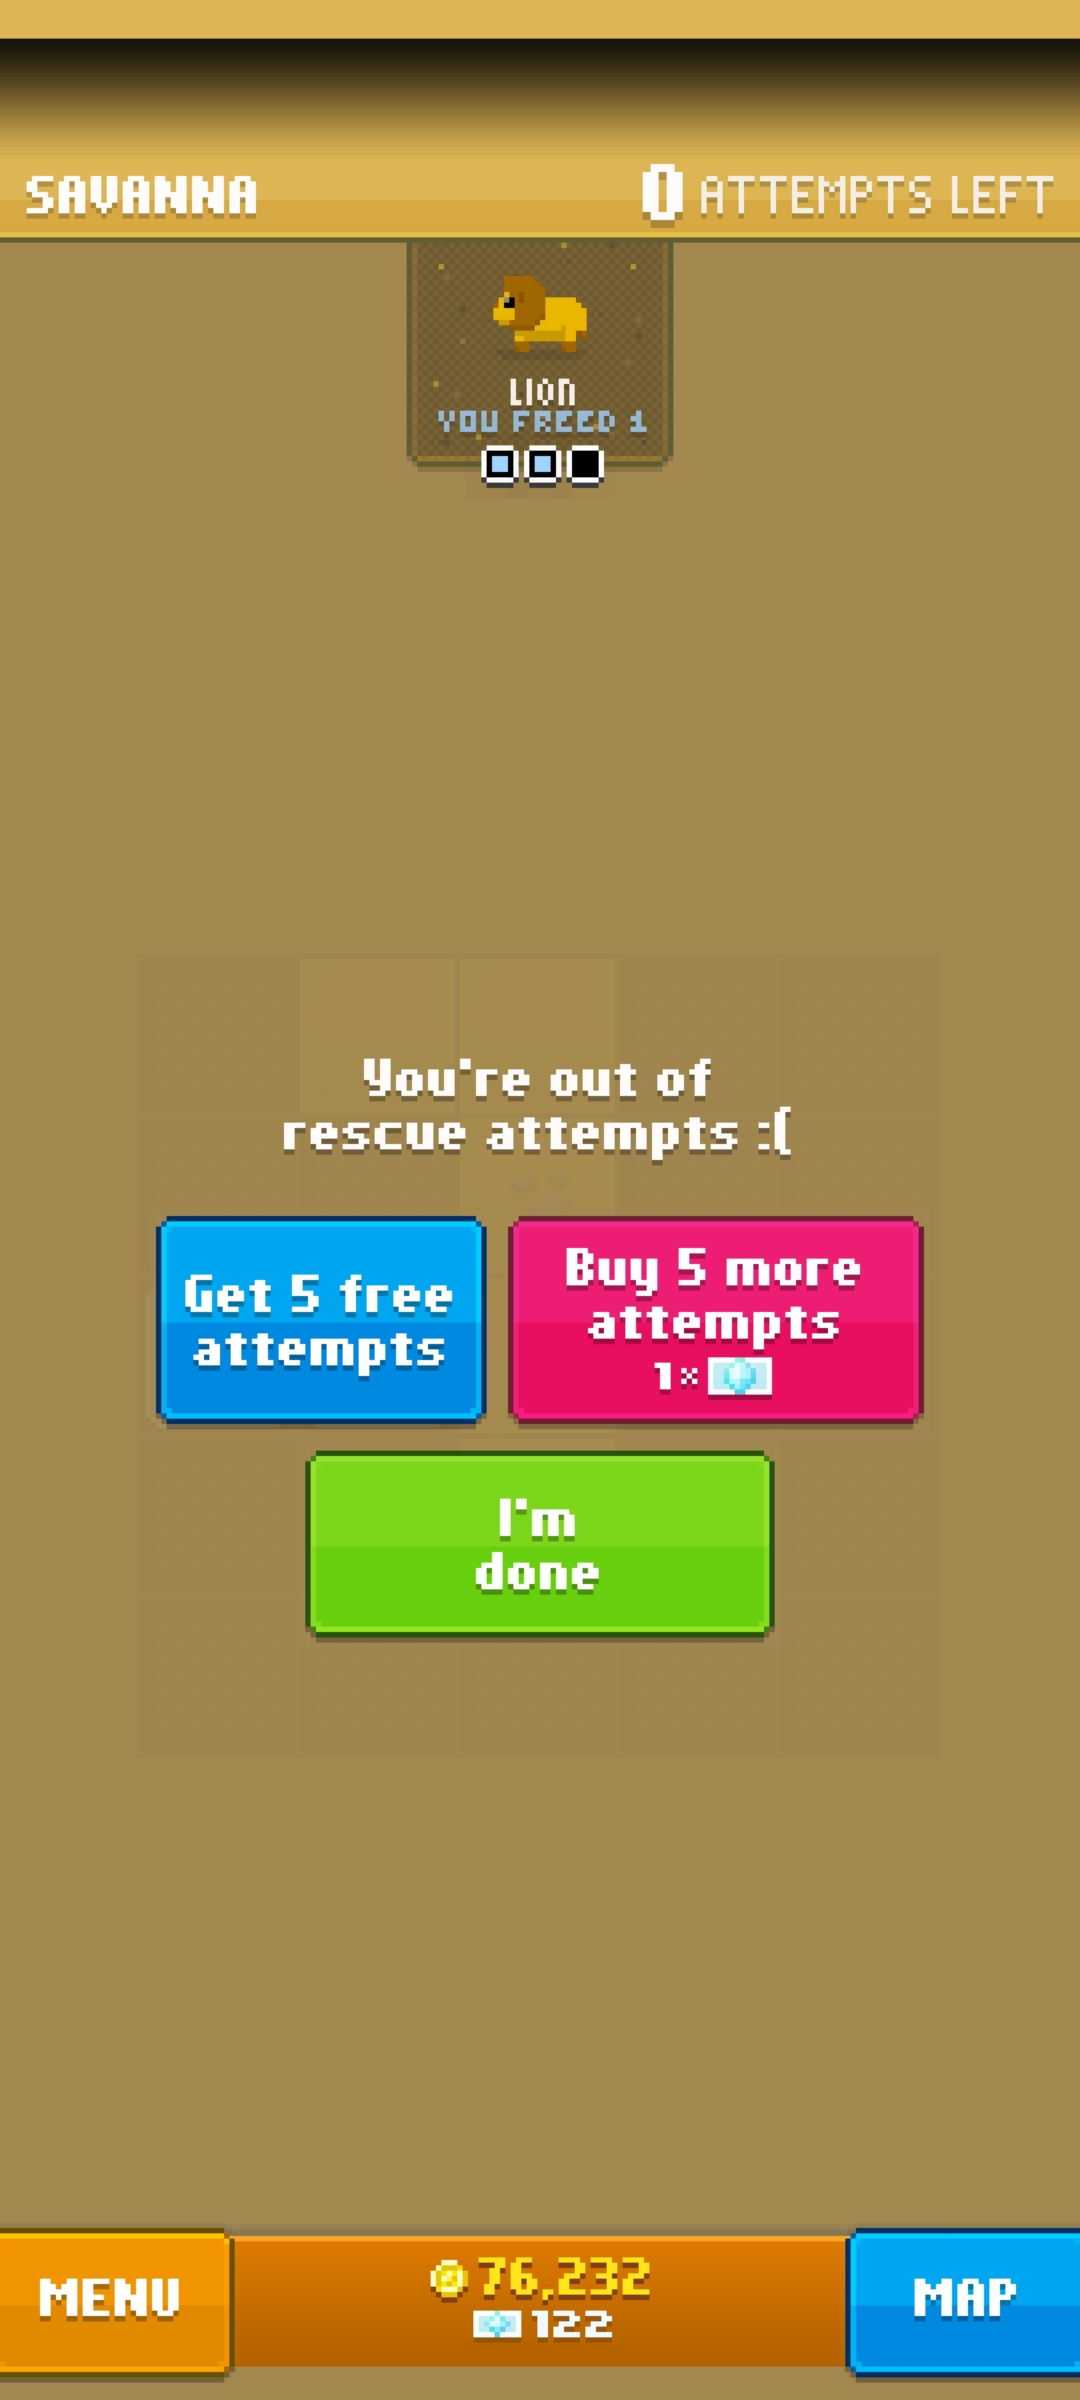 SAVANNA
0 ATTEMPTS LEFT
LION
YOU FREED 1
You're out of
rescue attempts :(
Get 5 free
attempts
Buy 5 more
attempts
1×
I'm
done
MENU
76,232
122
MAP